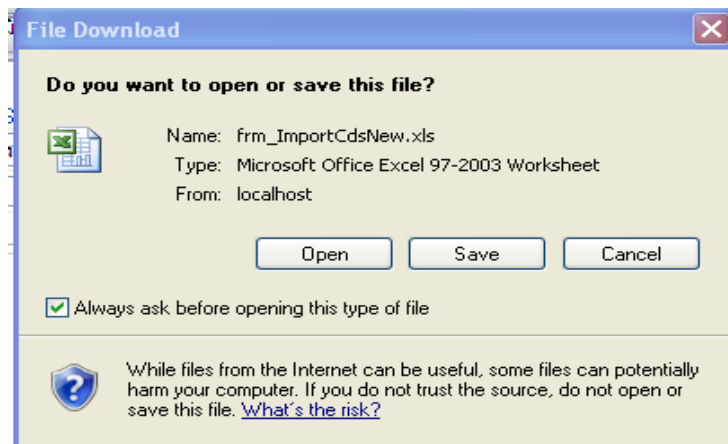 File Download
Do you want to open or save this file?
Name: frm_ImportCdsNew.xls
Type: Microsoft Office Excel 97-2003 Worksheet
From: localhost
Open Save Cancel
Always ask before opening this type of file
While files from the Internet can be useful, some files can potentially
harm your computer. If you do not trust the source, do not open or
save this file. What's the risk?